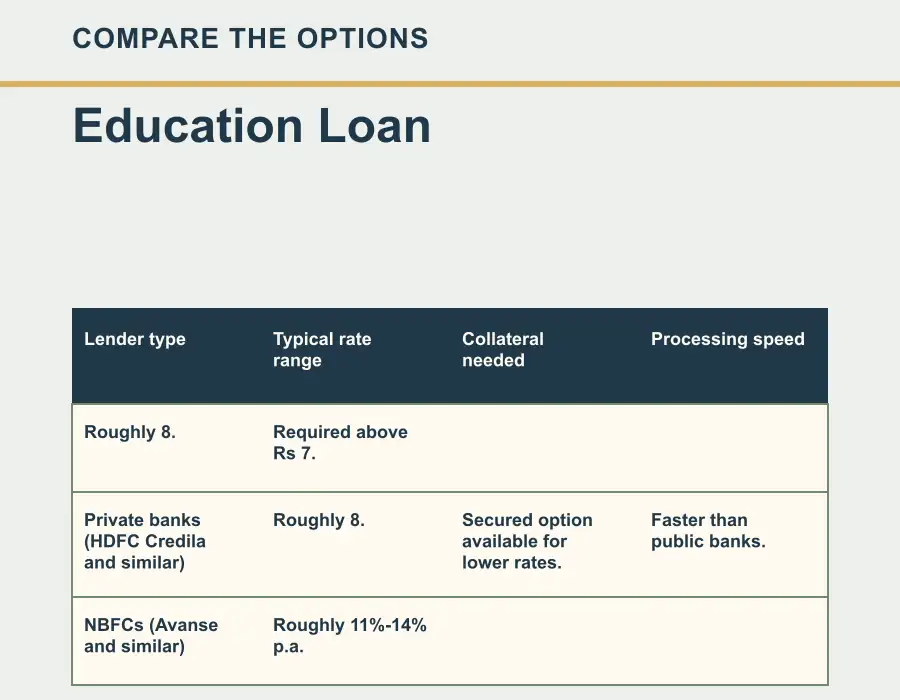 COMPARE THE OPTIONS
Education Loan
Lender type
Typical rate
range
Collateral
needed
Processing speed
Roughly 8.
Required above
Rs 7.
Private banks
(HDFC Credila
and similar)
Roughly 8.
Secured option
available for
lower rates.
Faster than
public banks.
NBFCs (Avanse
and similar)
Roughly 11%-14%
p.a.